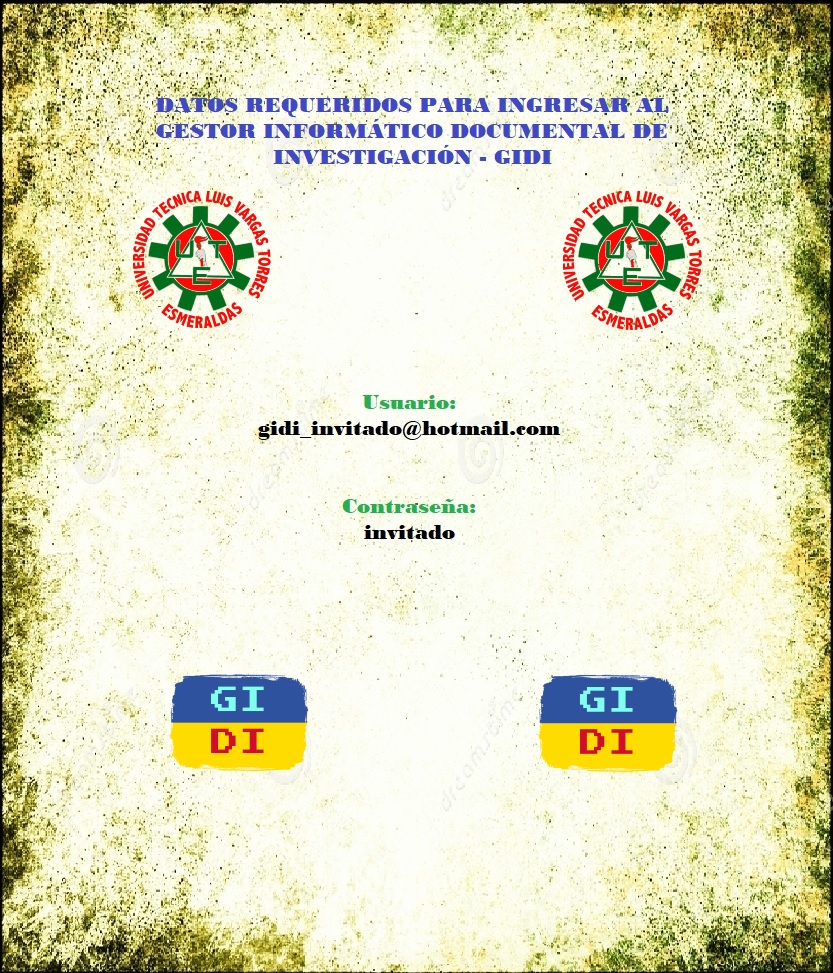 DATOS REQUERIDOS PARA INGRESAR AL
GESTOR INFORMÁTICO DOCUMENTAL DE
INVESTIGACIÓN - GIDI
UNIVERSIDAD TECNICA LUIS VARGAS TORRES
U T
E
ESMERALDAS
UNIVERSIDAD TECNICA LUIS VARGAS TORRES
U T
E
ESMERALDAS
Usuario:
gidi_invitado@hotmail.com
Contraseña:
invitado
GI
DI
GI
DI